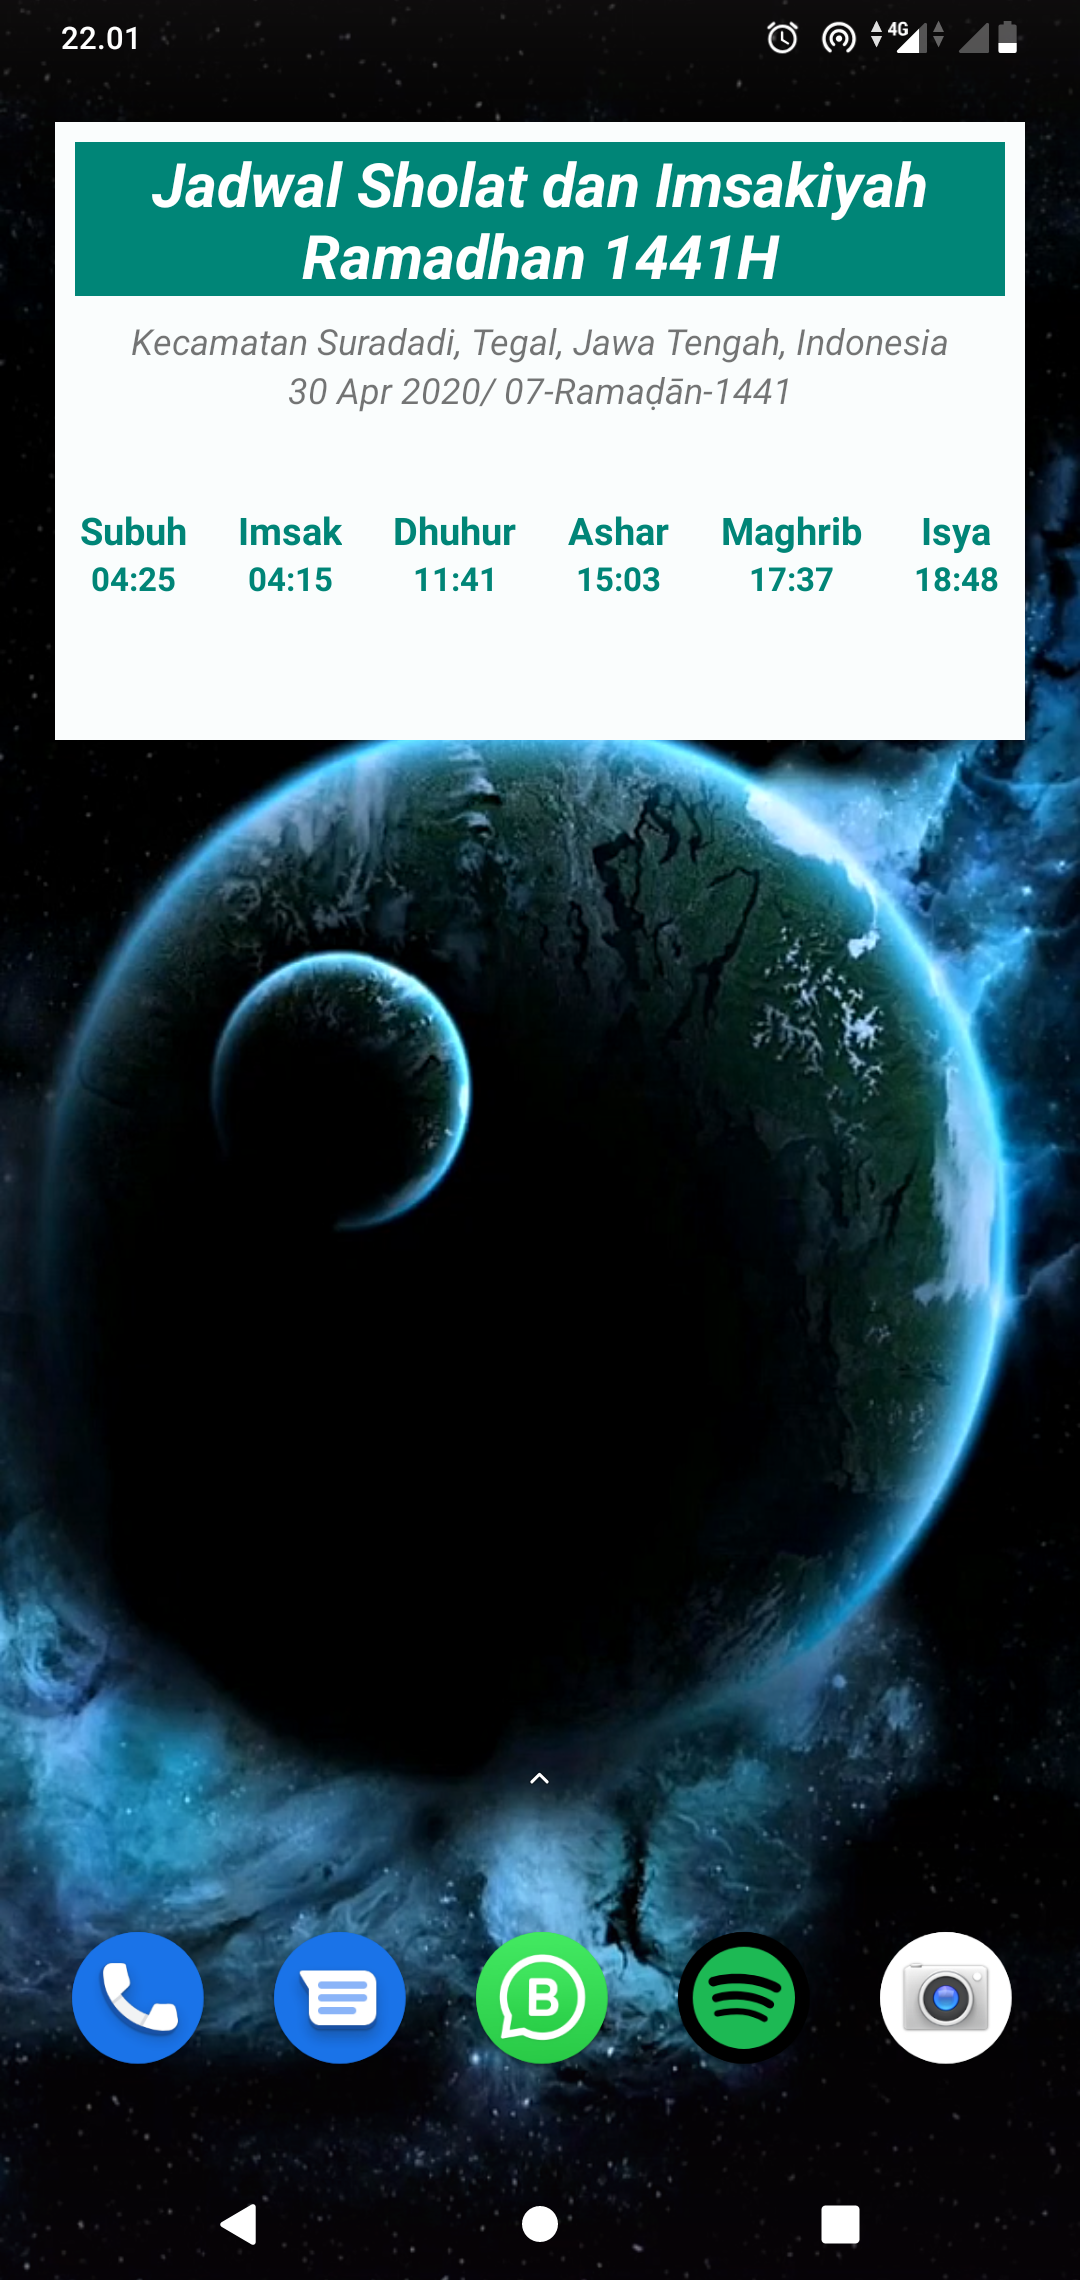 22.01
4G
Jadwal Sholat dan Imsakiyah
Ramadhan 1441H
Kecamatan Suradadi, Tegal, Jawa Tengah, Indonesia
30 Apr 2020/ 07-Ramaḍān-1441
Subuh Imsak Dhuhur Ashar Maghrib Isya
04:25 04:15 11:41 15:03 17:37 18:48
B